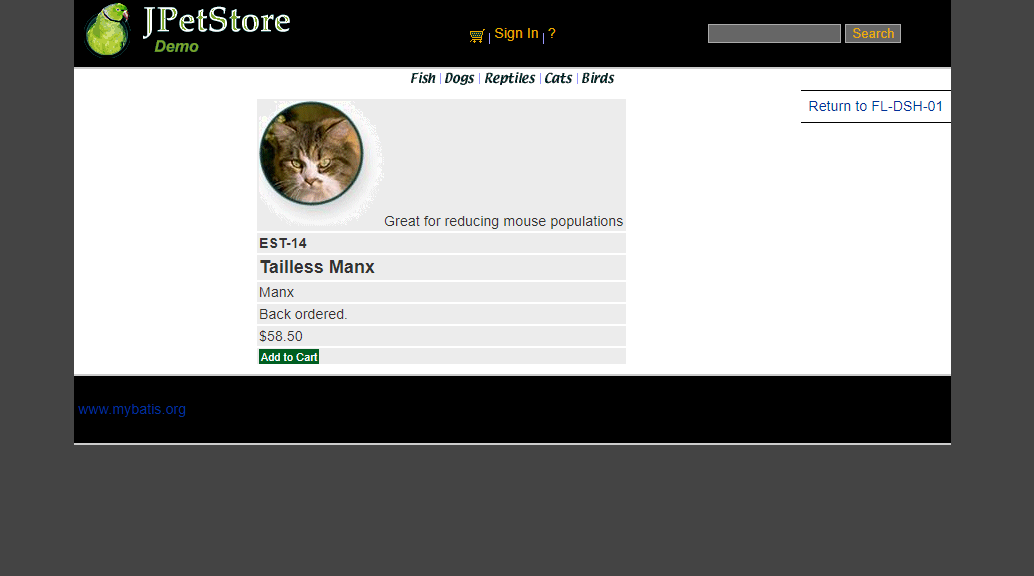 JPetStore
Demo
| Sign In | ?
Search
Fish | Dogs | Reptiles | Cats | Birds
Return to FL-DSH-01
Great for reducing mouse populations
EST-14
Tailless Manx
Manx
Back ordered.
$58.50
Add to Cart
www.mybatis.org